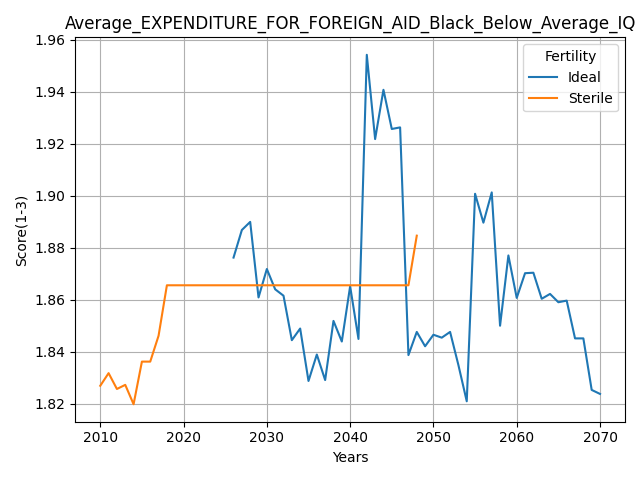 Average_EXPENDITURE_FOR_FOREIGN_AID_Black_Below_Average_IQ
1.96
1.94
1.92
1.90
1.88
1.86
1.84
1.82
Score(1-3)
Fertility
Ideal
Sterile
2010 2020 2030 2040 2050 2060 2070
Years